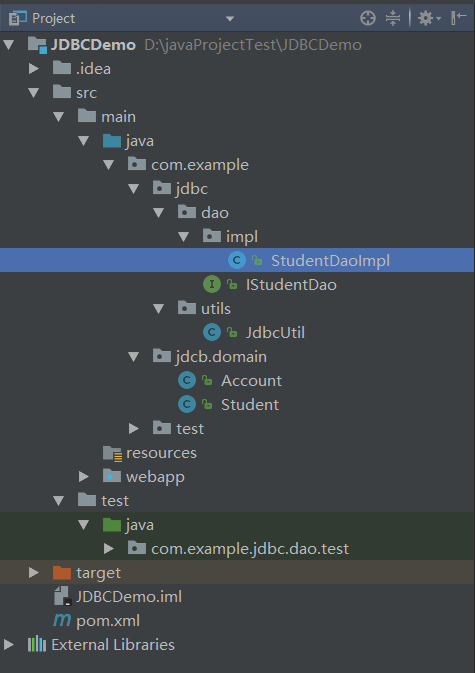 Project
JDBCDemo D:\javaProjectTest\JDBCDemo
.idea
src
main
java
com.example
jdbc
dao
impl
C StudentDaoImpl
I IStudentDao
utils
C JdbcUtil
jdcb.domain
C Account
C Student
test
resources
webapp
test
java
com.example.jdbc.dao.test
target
JDBCDemo.iml
m pom.xml
External Libraries